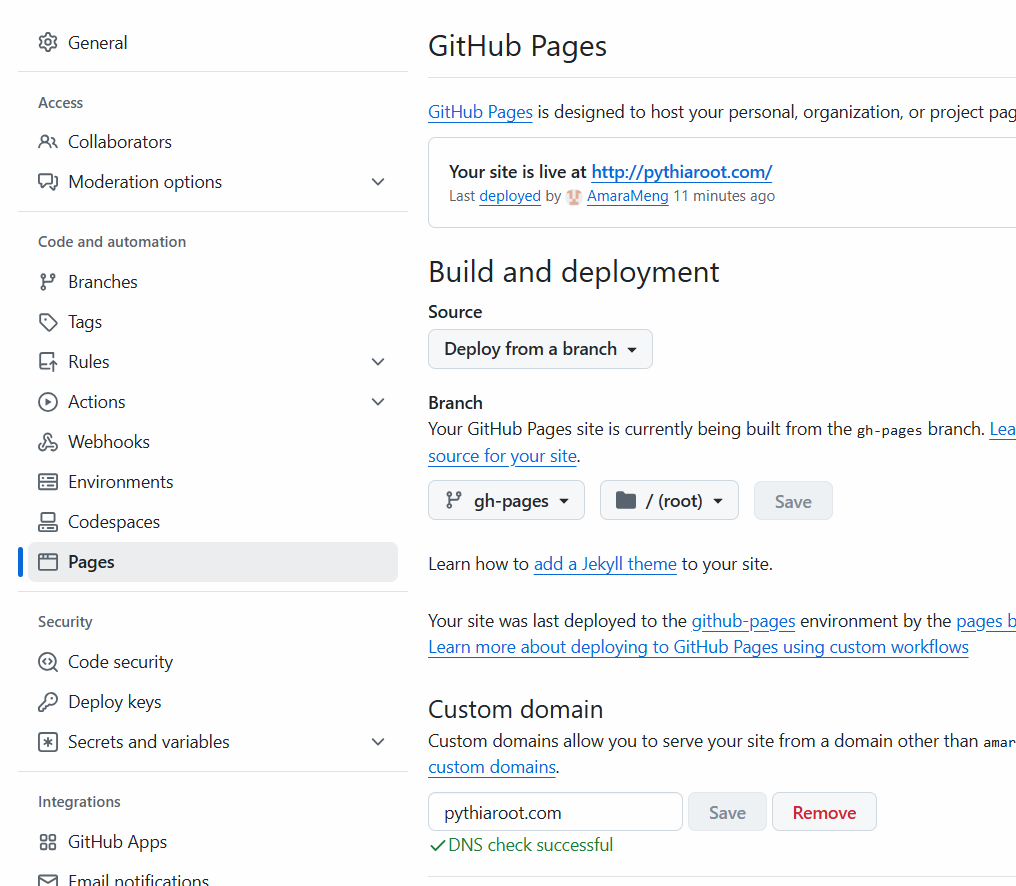 General
Access
Collaborators
Moderation options
Code and automation
Branches
Tags
Rules
Actions
Webhooks
Environments
Codespaces
Pages
Security
Code security
Deploy keys
Secrets and variables
Integrations
GitHub Apps
Email notifications
GitHub Pages
GitHub Pages is designed to host your personal, organization, or project pag
Your site is live at http://pythiaroot.com/
Last deployed by AmaraMeng 11 minutes ago
Build and deployment
Source
Deploy from a branch
Branch
Your GitHub Pages site is currently being built from the gh-pages branch. Lea
source for your site.
gh-pages / (root) Save
Learn how to add a Jekyll theme to your site.
Your site was last deployed to the github-pages environment by the pages b
Learn more about deploying to GitHub Pages using custom workflows
Custom domain
Custom domains allow you to serve your site from a domain other than amar
custom domains.
pythiaroot.com Save Remove
DNS check successful